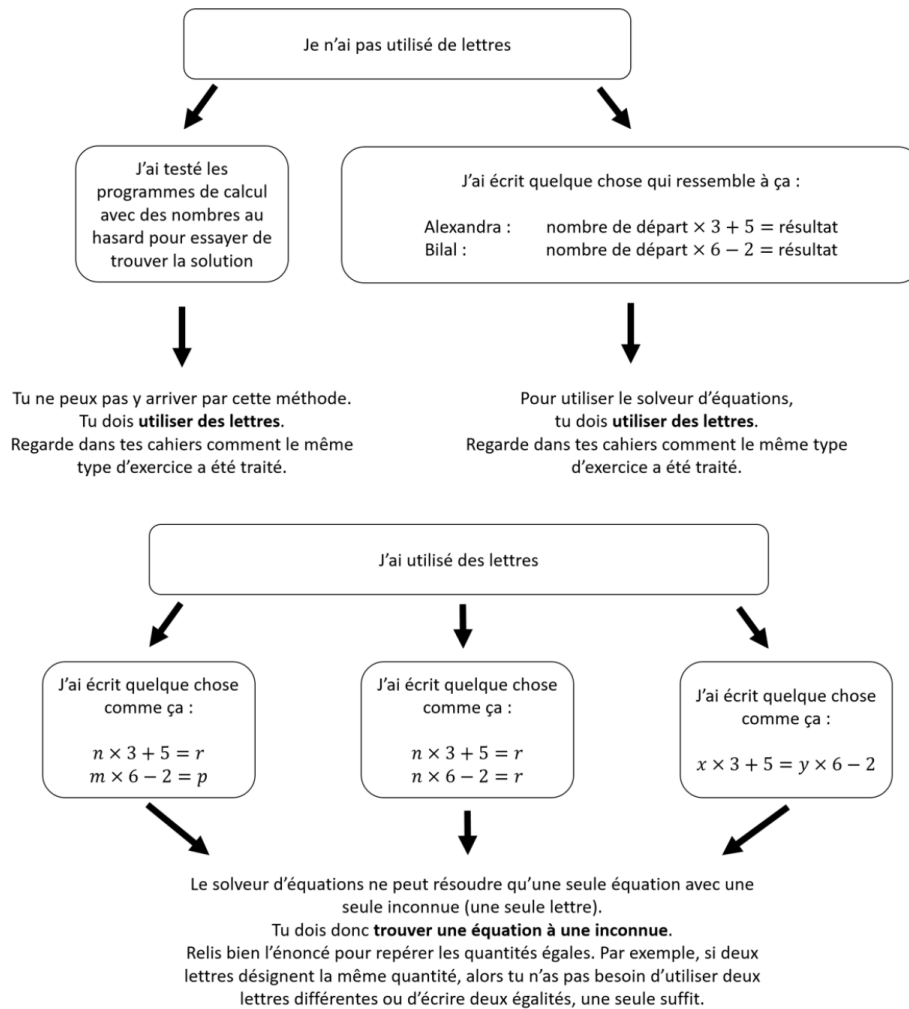 Je n'ai pas utilisé de lettres
J'ai testé les
programmes de calcul
avec des nombres au
hasard pour essayer de
trouver la solution
J'ai écrit quelque chose qui ressemble à ça :
Alexandra : nombre de départ × 3 + 5 = résultat
Bilal : nombre de départ × 6 − 2 = résultat
Tu ne peux pas y arriver par cette méthode.
Tu dois utiliser des lettres.
Regarde dans tes cahiers comment le même
type d'exercice a été traité.
Pour utiliser le solveur d'équations,
tu dois utiliser des lettres.
Regarde dans tes cahiers comment le même type
d'exercice a été traité.
J'ai utilisé des lettres
J'ai écrit quelque chose
comme ça :
n × 3 + 5 = r
m × 6 − 2 = p
J'ai écrit quelque chose
comme ça :
n × 3 + 5 = r
n × 6 − 2 = r
J'ai écrit quelque chose
comme ça :
x × 3 + 5 = y × 6 − 2
Le solveur d'équations ne peut résoudre qu'une seule équation avec une
seule inconnue (une seule lettre).
Tu dois donc trouver une équation à une inconnue.
Relis bien l'énoncé pour repérer les quantités égales. Par exemple, si deux
lettres désignent la même quantité, alors tu n'as pas besoin d'utiliser deux
lettres différentes ou d'écrire deux égalités, une seule suffit.